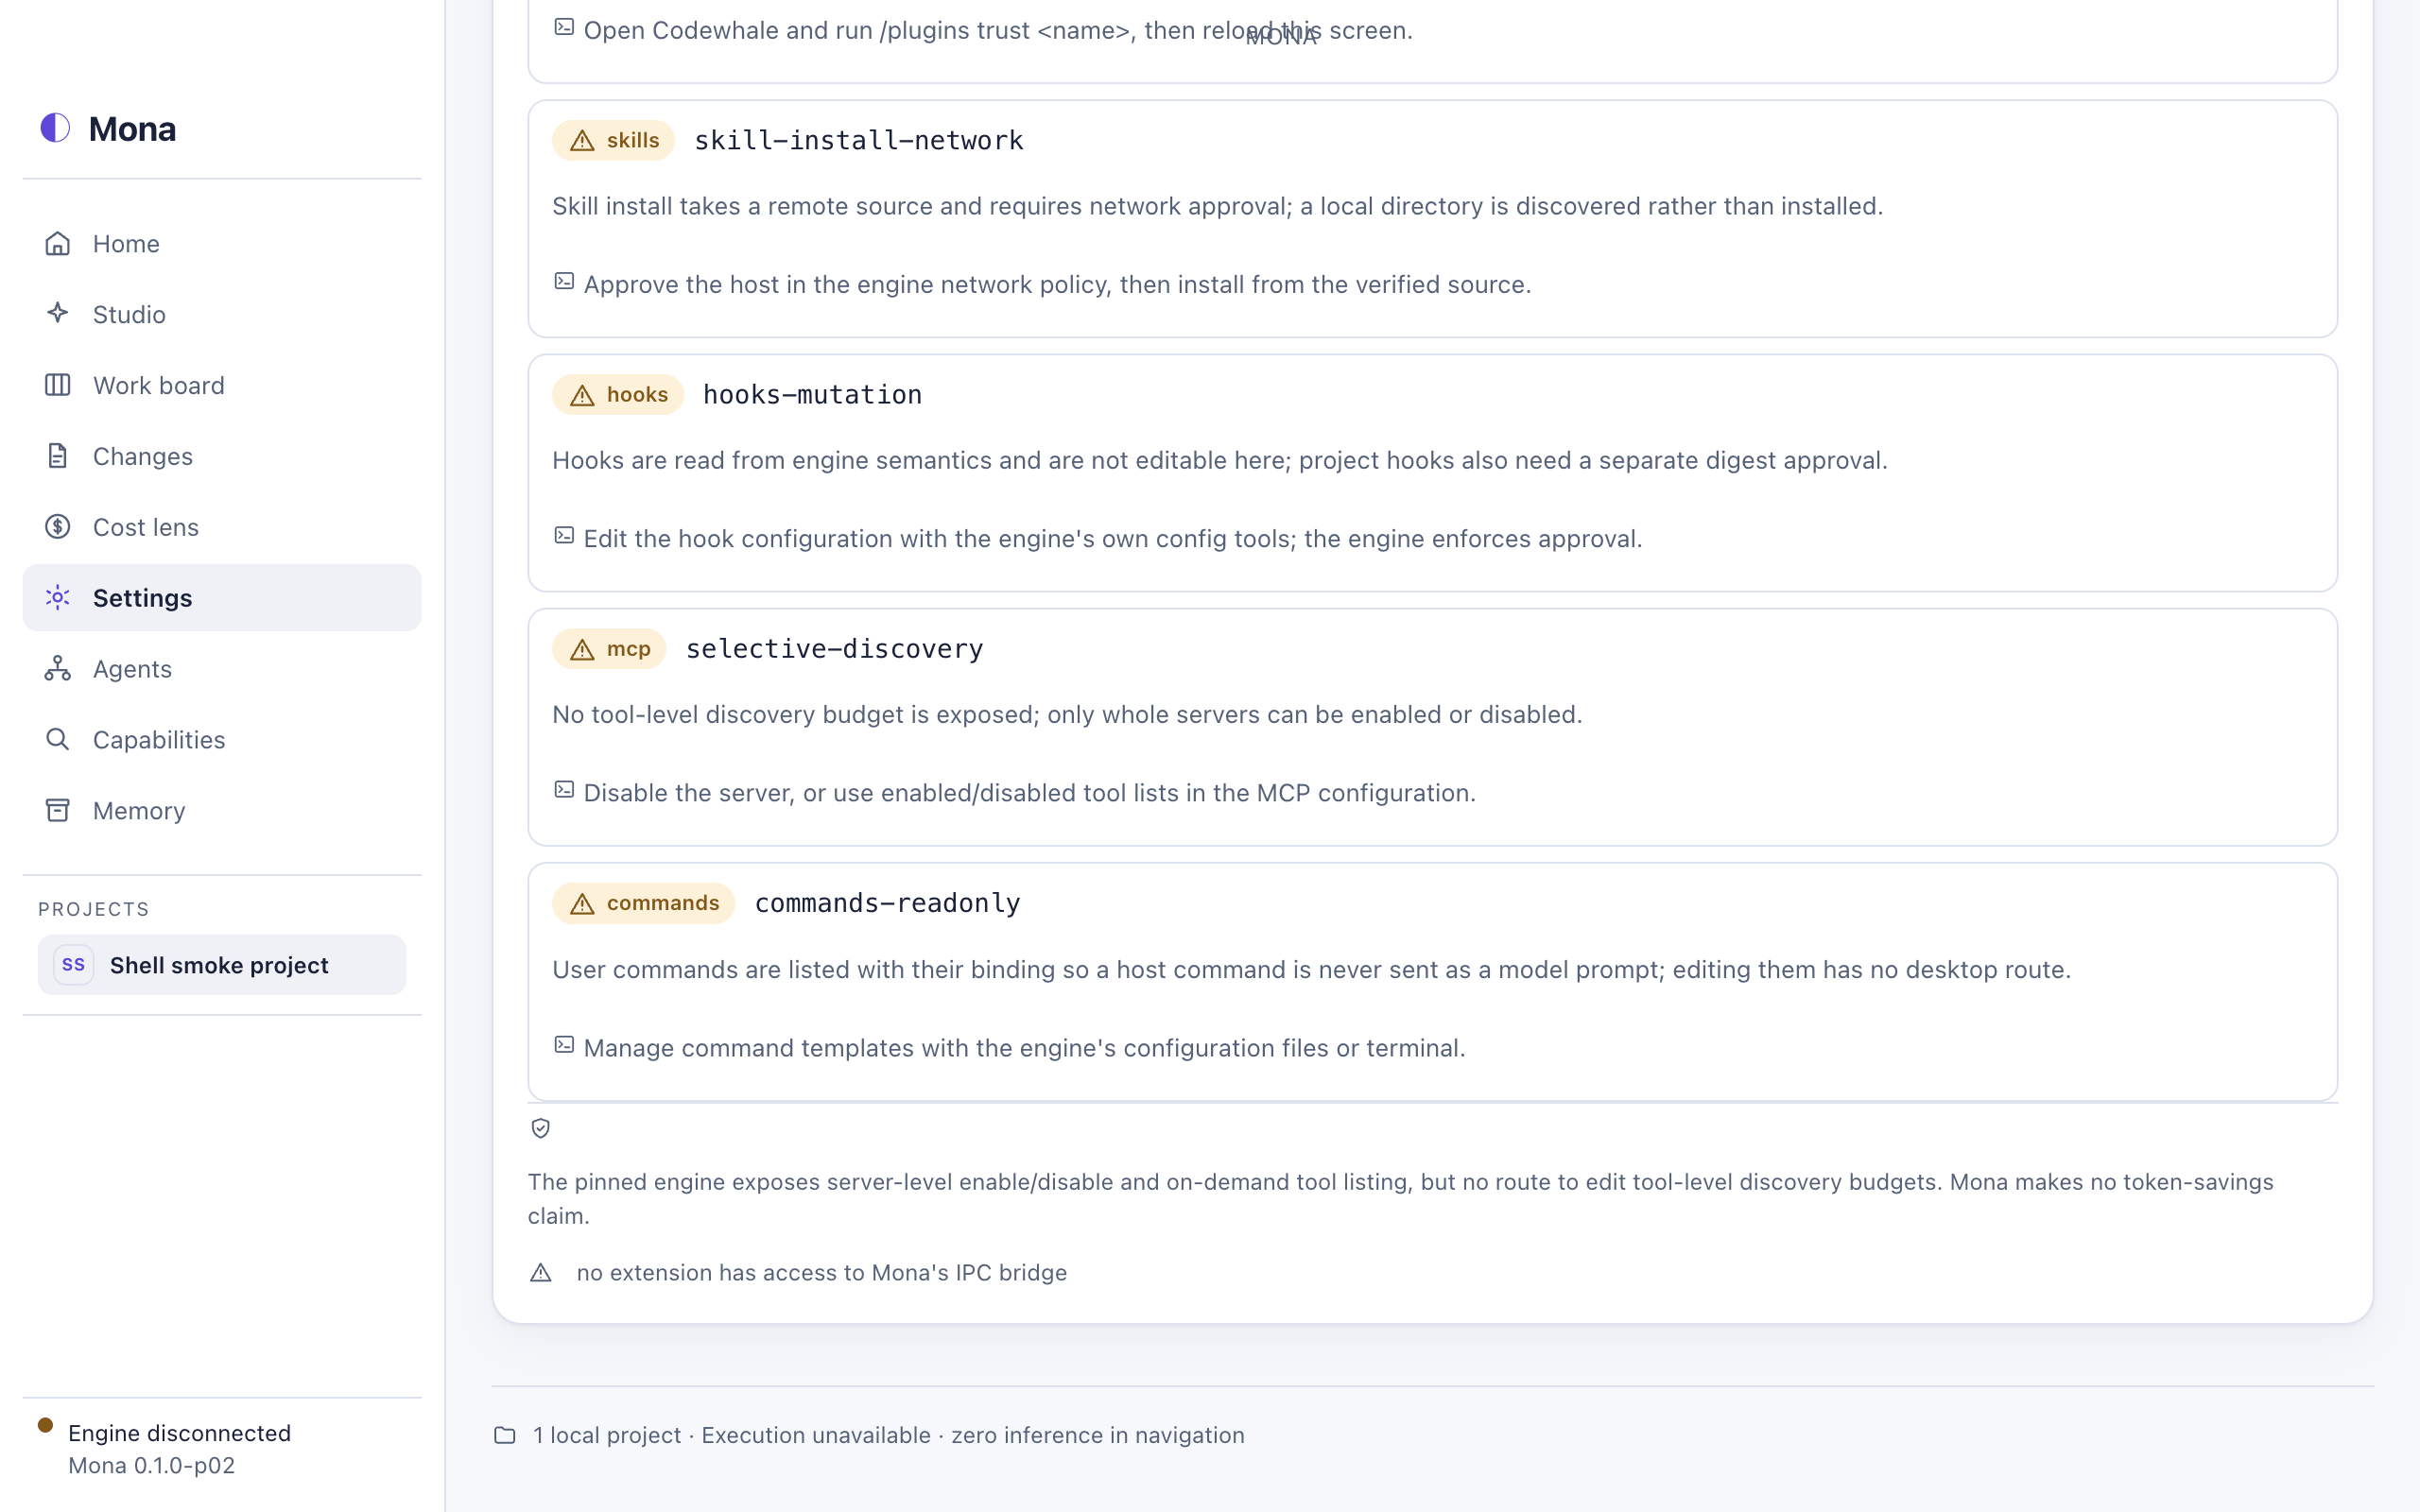 Mona
Home
Studio
Work board
Changes
Cost lens
Settings
Agents
Capabilities
Memory
PROJECTS
SS Shell smoke project
Engine disconnected
Mona 0.1.0-p02
MONA
Open Codewhale and run /plugins trust <name>, then reload this screen.
skills skill-install-network
Skill install takes a remote source and requires network approval; a local directory is discovered rather than installed.
Approve the host in the engine network policy, then install from the verified source.
hooks hooks-mutation
Hooks are read from engine semantics and are not editable here; project hooks also need a separate digest approval.
Edit the hook configuration with the engine's own config tools; the engine enforces approval.
mcp selective-discovery
No tool-level discovery budget is exposed; only whole servers can be enabled or disabled.
Disable the server, or use enabled/disabled tool lists in the MCP configuration.
commands commands-readonly
User commands are listed with their binding so a host command is never sent as a model prompt; editing them has no desktop route.
Manage command templates with the engine's configuration files or terminal.
The pinned engine exposes server-level enable/disable and on-demand tool listing, but no route to edit tool-level discovery budgets. Mona makes no token-savings
claim.
no extension has access to Mona's IPC bridge
1 local project · Execution unavailable · zero inference in navigation